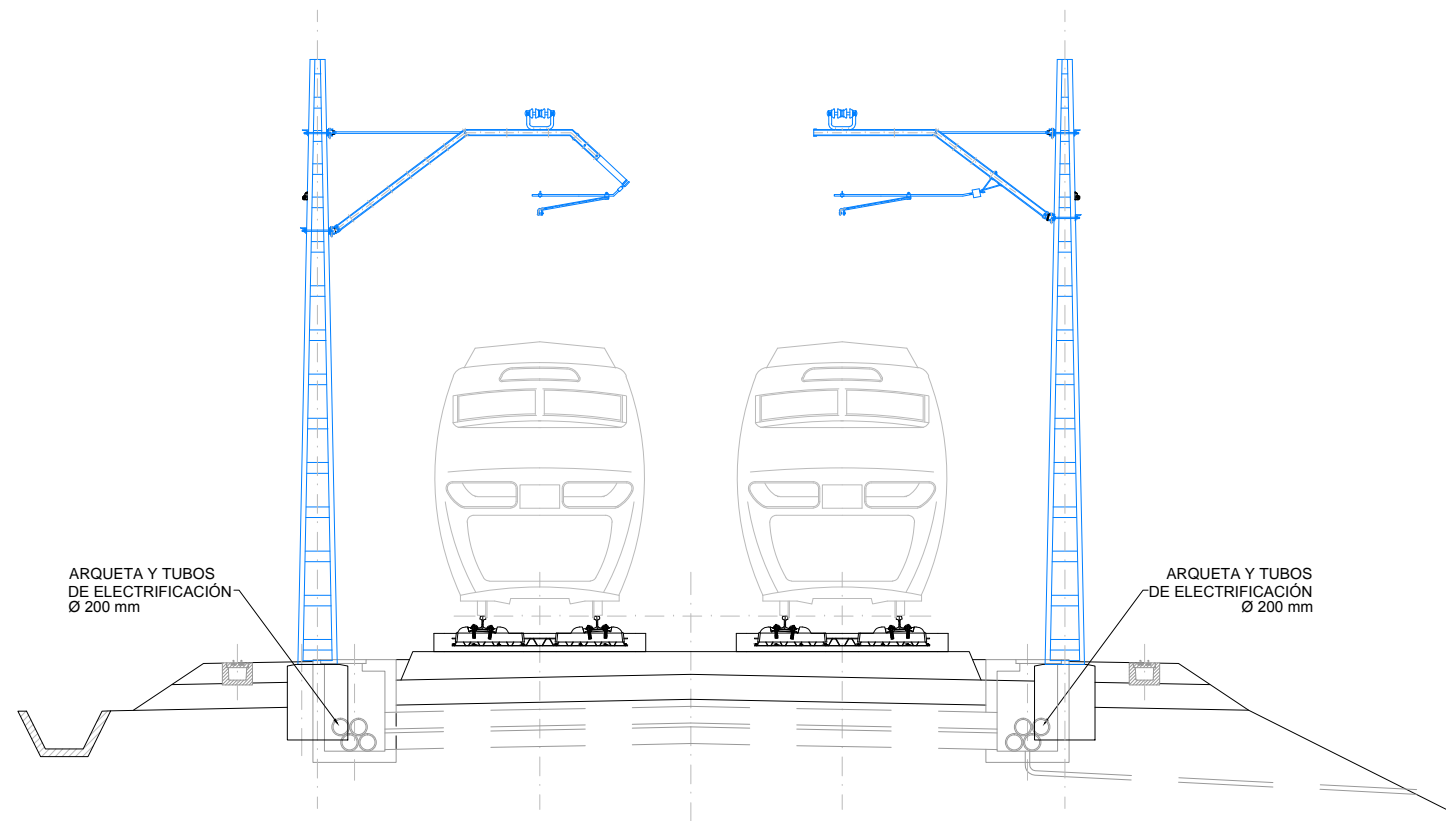 ARQUETA Y TUBOS
DE ELECTRIFICACIÓN
Ø 200 mm
ARQUETA Y TUBOS
DE ELECTRIFICACIÓN
Ø 200 mm